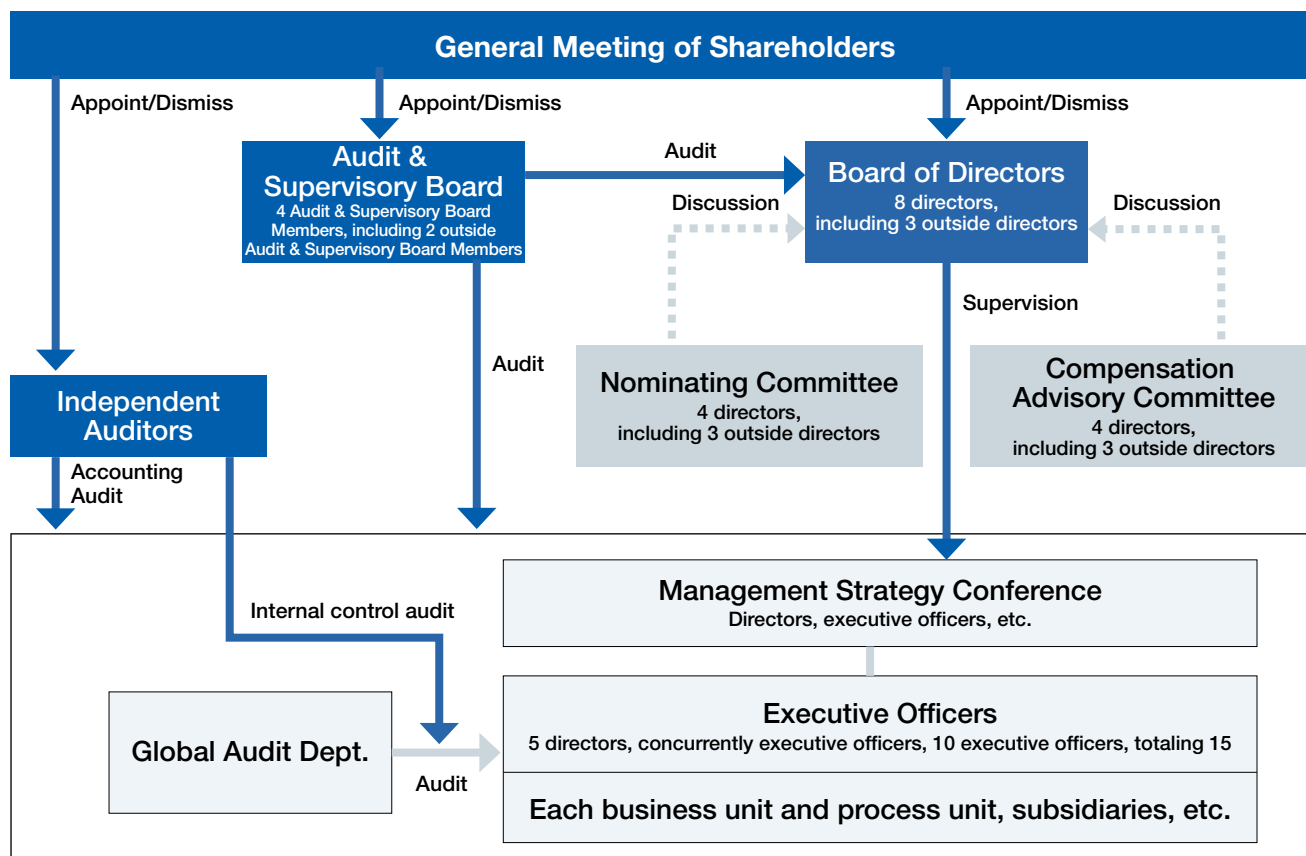 General Meeting of Shareholders
Appoint/Dismiss
Appoint/Dismiss
Appoint/Dismiss
Audit &
Supervisory Board
4 Audit & Supervisory Board
Members, including 2 outside
Audit & Supervisory Board Members
Audit
Board of Directors
8 directors,
including 3 outside directors
Discussion
Discussion
Supervision
Audit
Nominating Committee
4 directors,
including 3 outside directors
Compensation
Advisory Committee
4 directors,
including 3 outside directors
Independent
Auditors
Accounting
Audit
Internal control audit
Management Strategy Conference
Directors, executive officers, etc.
Global Audit Dept.
Audit
Executive Officers
5 directors, concurrently executive officers, 10 executive officers, totaling 15
Each business unit and process unit, subsidiaries, etc.